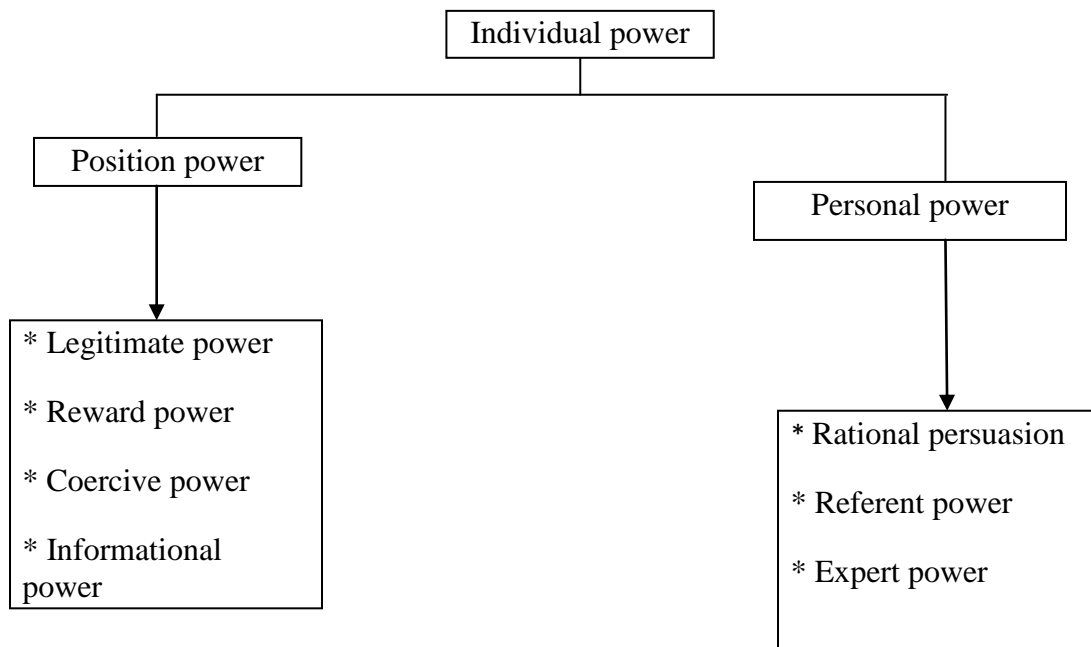 Individual power
Position power
Personal power
* Legitimate power
* Reward power
* Coercive power
* Informational
power
* Rational persuasion
* Referent power
* Expert power